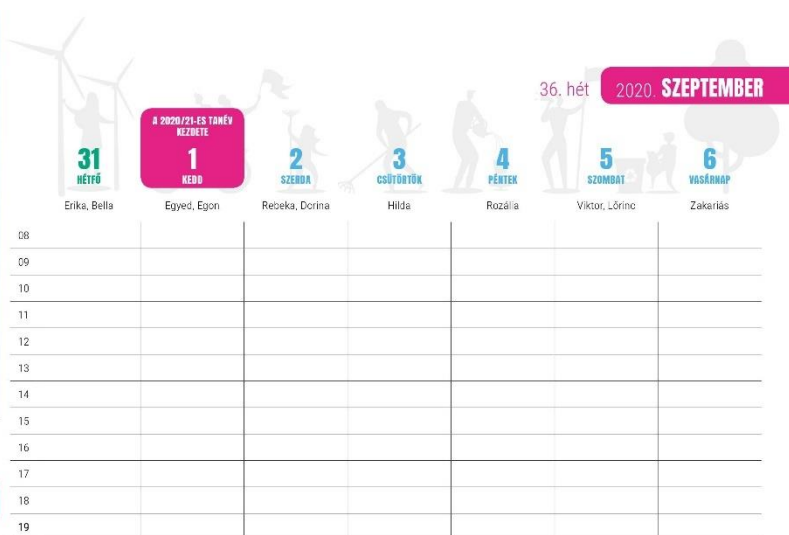 36. hét 2020. SZEPTEMBER
A 2020/21-ES TANÉV
KEZDETE
31 1 2 3 4 5 6
HÉTFŐ KEDD SZERDA CSÜTÖRTÖK PÉNTEK SZOMBAT VASÁRNAP
Erika, Bella Egyed, Egon Rebeka, Dorina Hilda Rozália Viktor, Lőrinc Zakariás
08
09
10
11
12
13
14
15
16
17
18
19